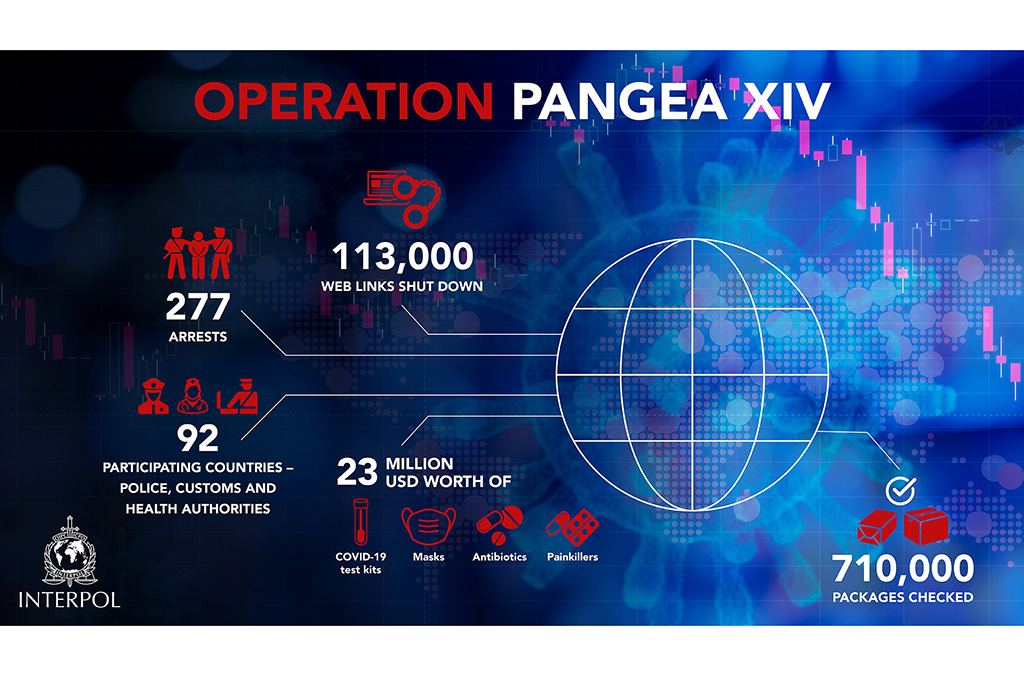 OPERATION PANGEA XIV
113,000
WEB LINKS SHUT DOWN
277
ARRESTS
92
PARTICIPATING COUNTRIES –
POLICE, CUSTOMS AND
HEALTH AUTHORITIES
23 MILLION
USD WORTH OF
COVID-19
test kits
Masks
Antibiotics
Painkillers
710,000
PACKAGES CHECKED
INTERPOL